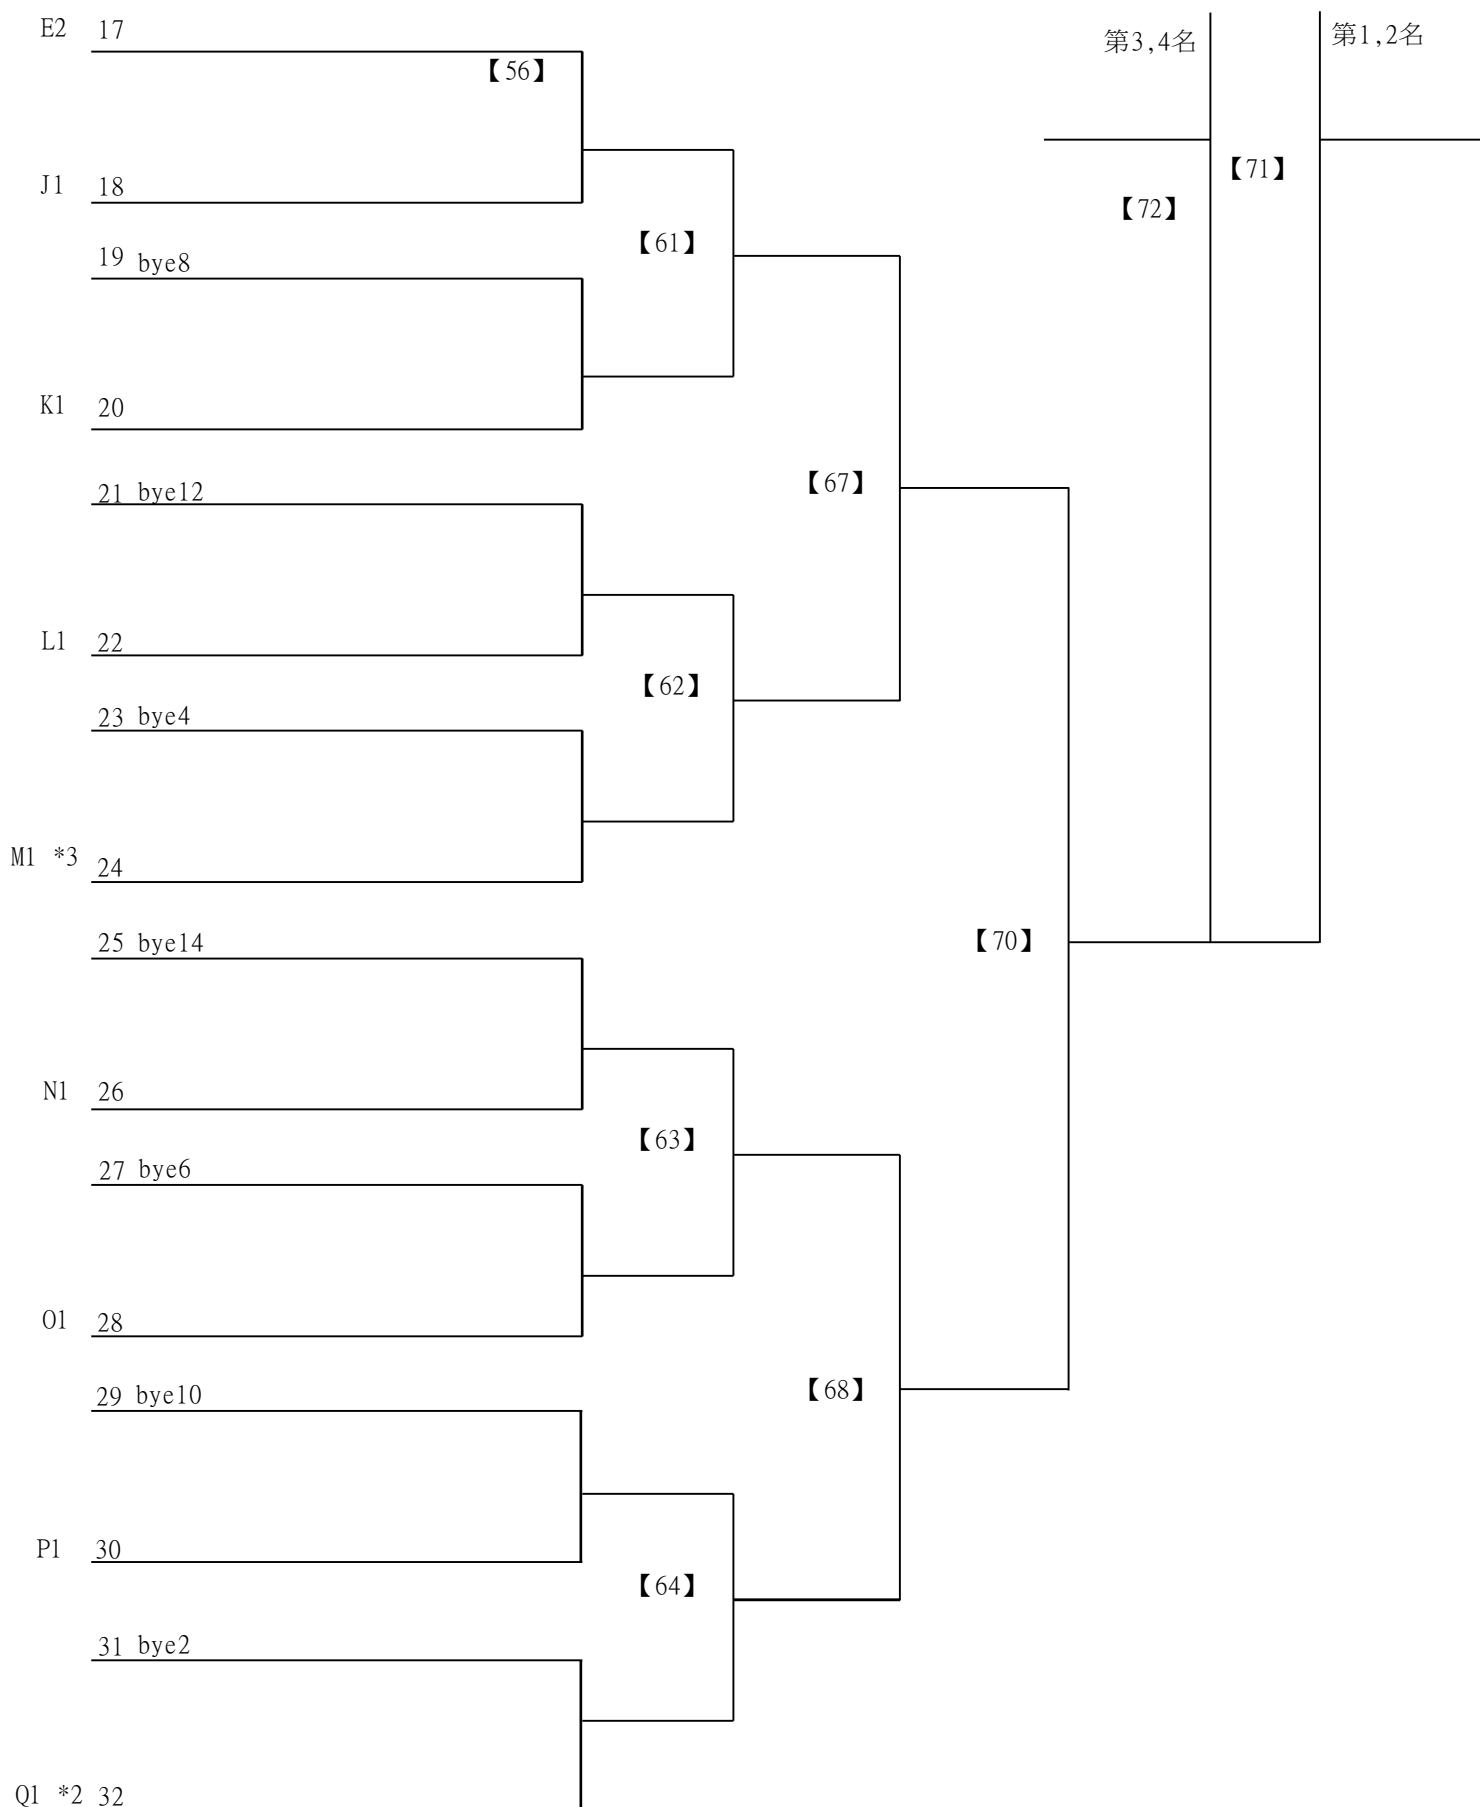 E2 17
第3,4名
第1,2名
【56】
【71】
J1 18
【72】
【61】
19 bye8
K1 20
【67】
21 bye12
L1 22
【62】
23 bye4
M1 *3 24
25 bye14
【70】
N1 26
【63】
27 bye6
O1 28
【68】
29 bye10
P1 30
【64】
31 bye2
Q1 *2 32